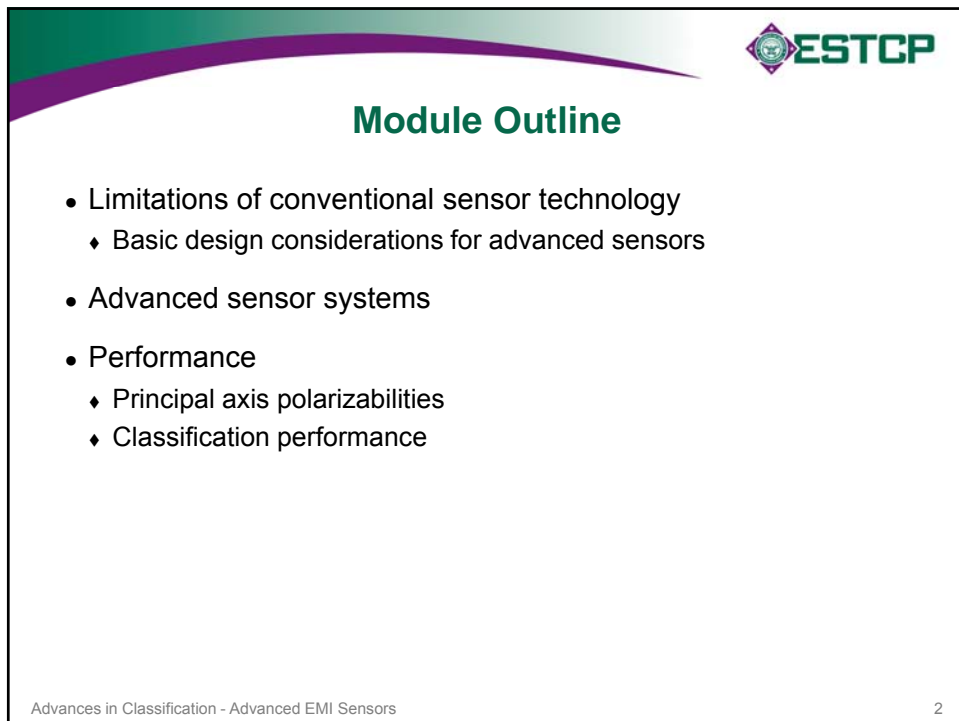 ESTCP
Module Outline
• Limitations of conventional sensor technology
♦ Basic design considerations for advanced sensors
• Advanced sensor systems
• Performance
♦ Principal axis polarizabilities
♦ Classification performance
Advances in Classification - Advanced EMI Sensors
2